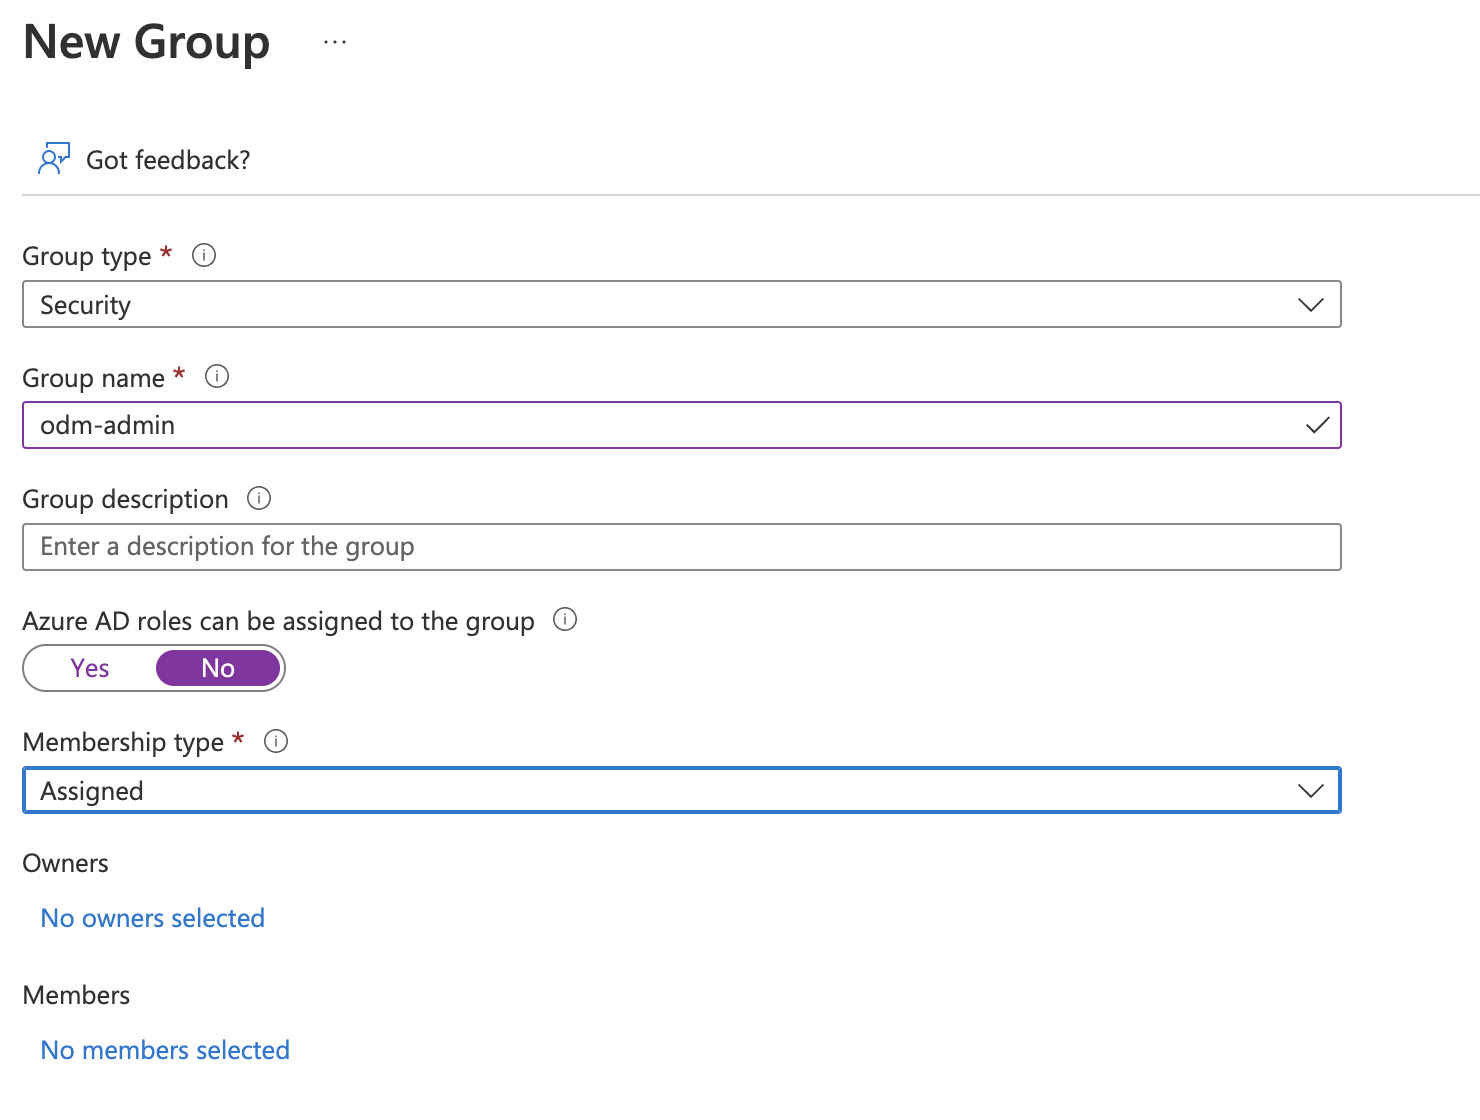 New Group ...
Got feedback?
Group type *
Security
Group name *
odm-admin
Group description
Enter a description for the group
Azure AD roles can be assigned to the group
Yes No
Membership type *
Assigned
Owners
No owners selected
Members
No members selected